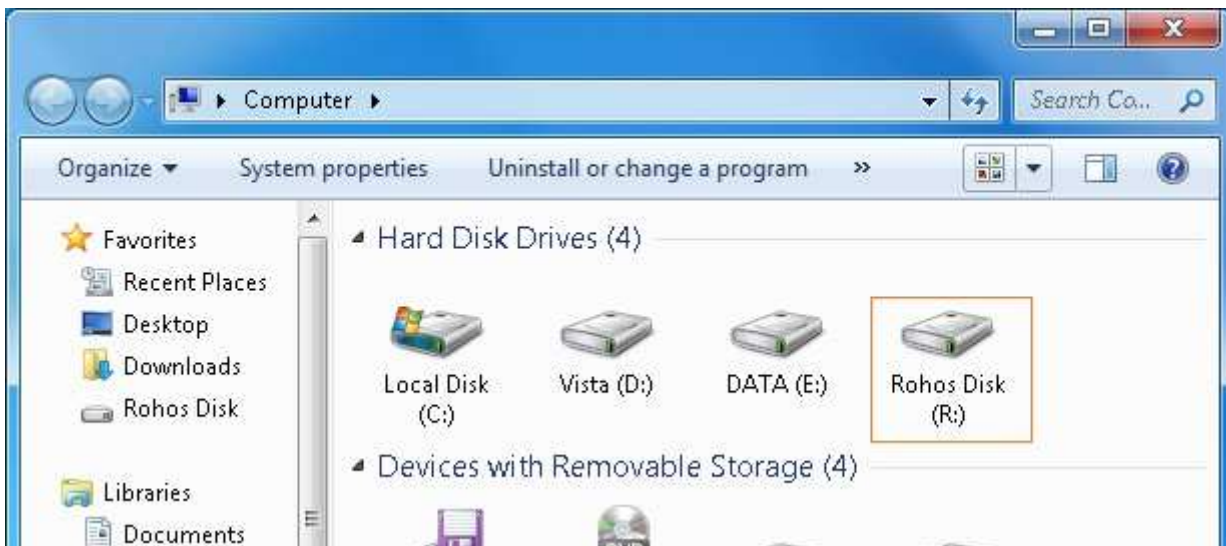 Computer
Search Co...
Organize
System properties
Uninstall or change a program
»
Favorites
Recent Places
Desktop
Downloads
Rohos Disk
Libraries
Documents
Hard Disk Drives (4)
Local Disk
(C:)
Vista (D:)
DATA (E:)
Rohos Disk
(R:)
Devices with Removable Storage (4)